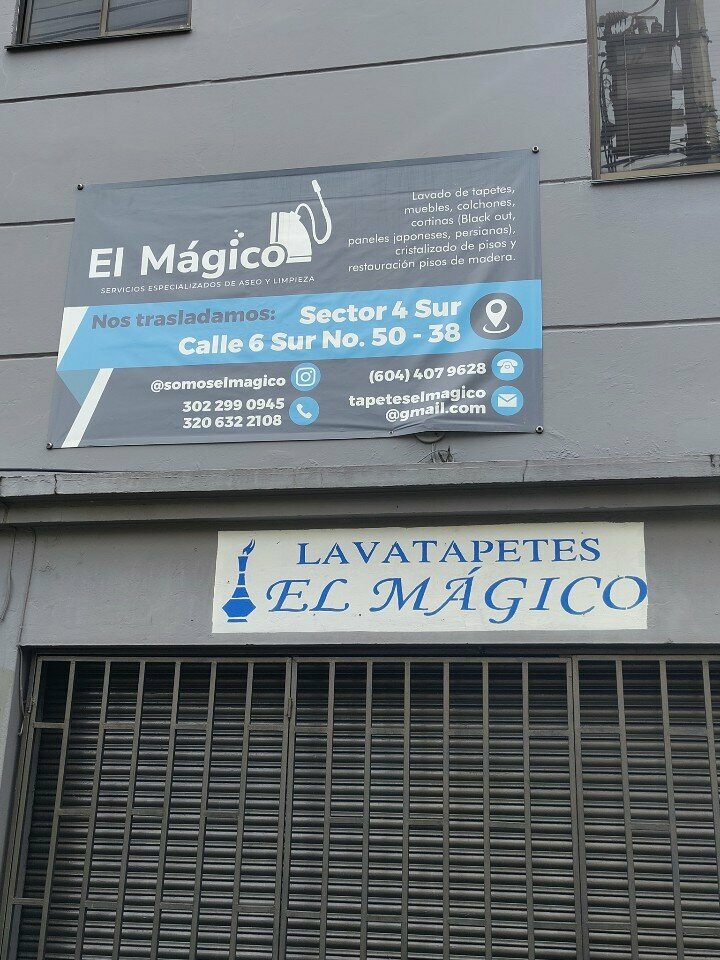 El Mágico
SERVICIOS ESPECIALIZADOS DE ASEO Y LIMPIEZA
Lavado de tapetes,
muebles, colchones,
cortinas (Black out,
paneles japoneses, persianas),
cristalizado de pisos y
restauración pisos de madera.
Nos trasladamos: Sector 4 Sur
Calle 6 Sur No. 50 - 38
@somoselmagico
302 299 0945
320 632 2108
(604) 407 9628
tapeteselmagico
@gmail.com
LAVATAPETES
EL MÁGICO